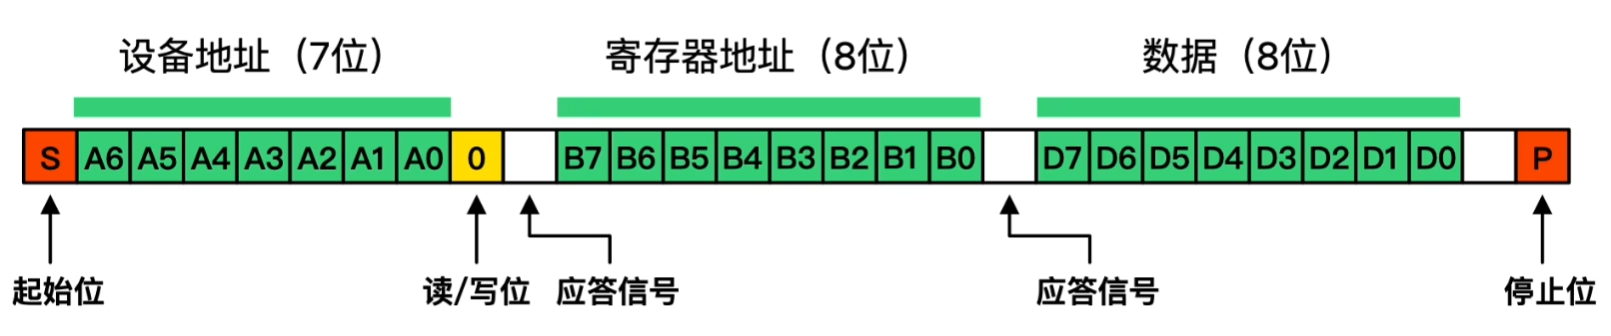 设备地址（7位） 寄存器地址（8位） 数据（8位）
S A6 A5 A4 A3 A2 A1 A0 0 B7 B6 B5 B4 B3 B2 B1 B0 D7 D6 D5 D4 D3 D2 D1 D0 P
起始位 读/写位 应答信号 应答信号 停止位